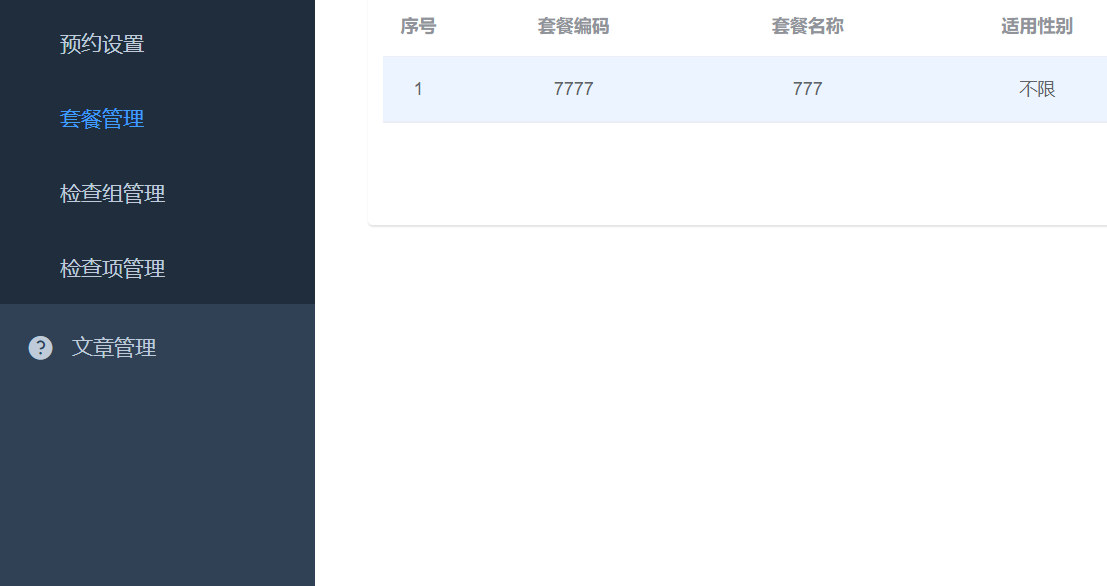 预约设置
套餐管理
检查组管理
检查项管理
文章管理
序号 套餐编码 套餐名称 适用性别
1 7777 777 不限